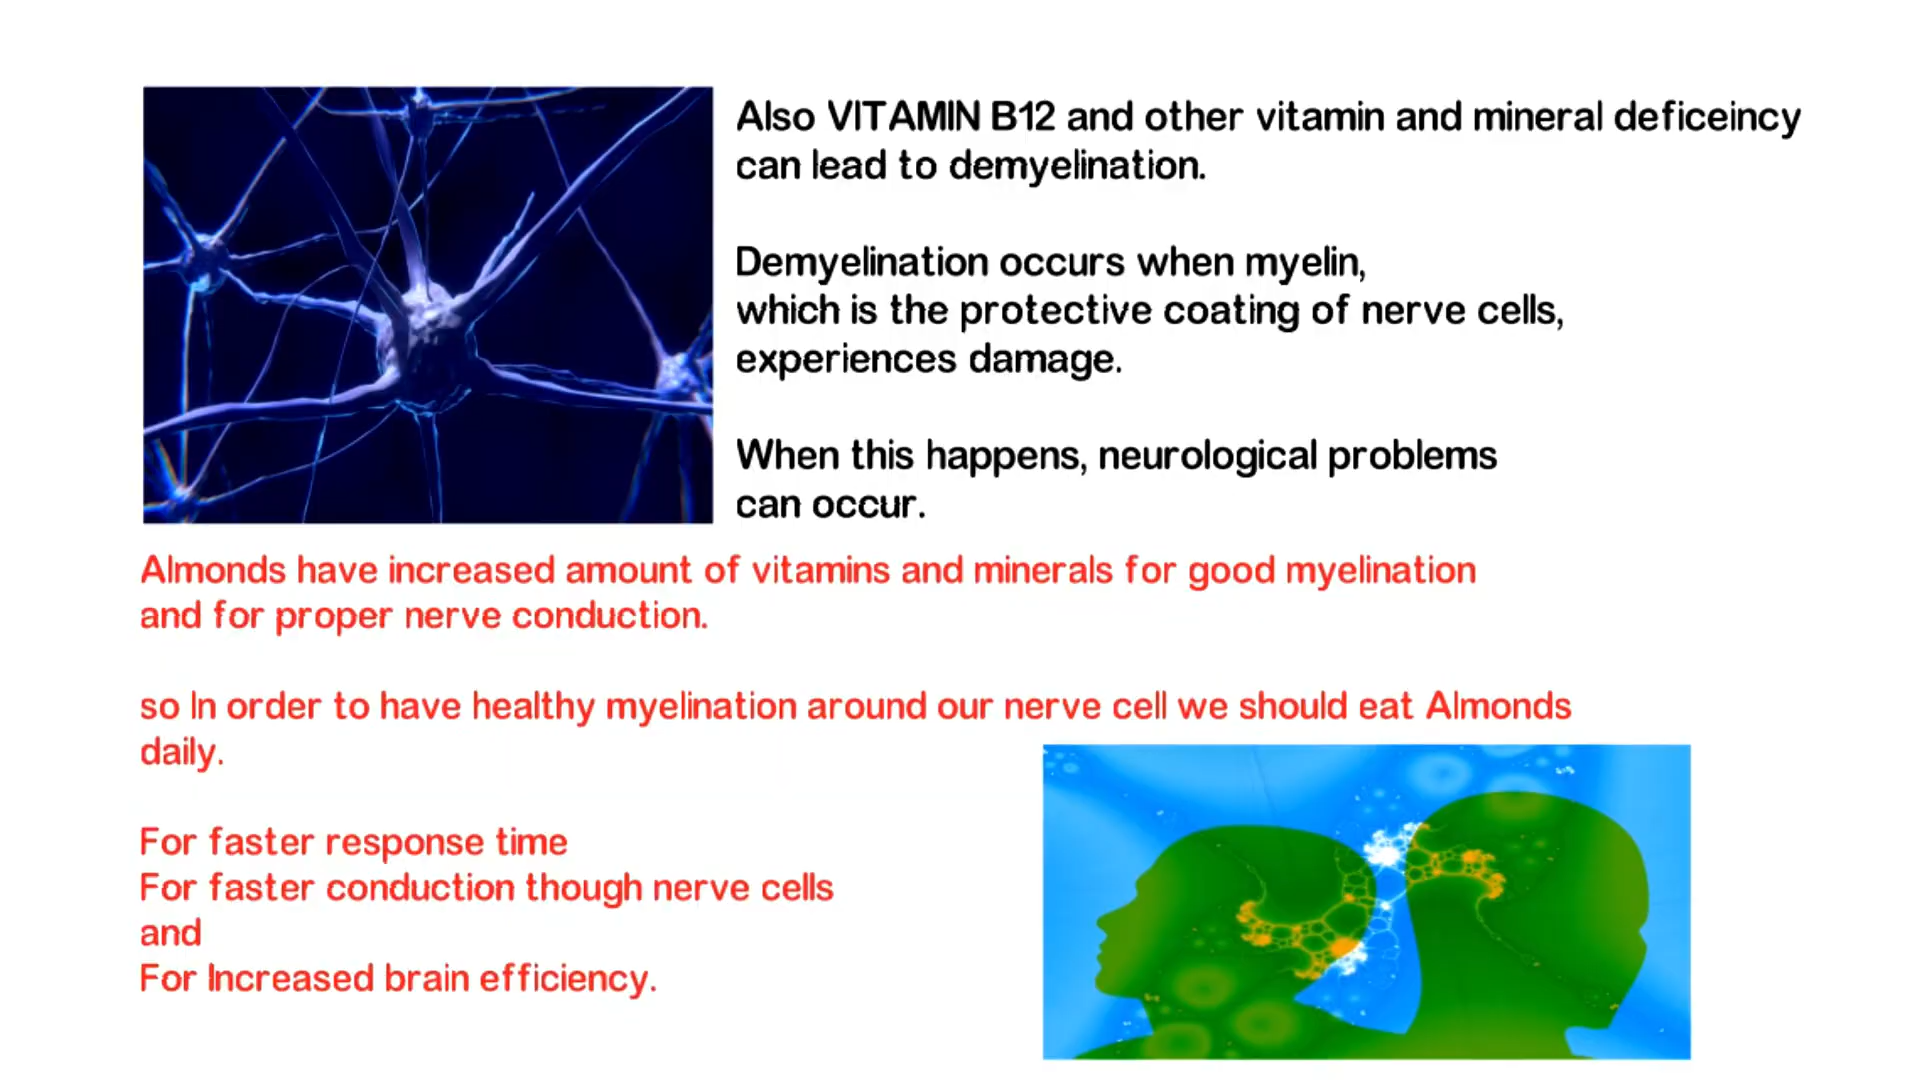 Also VITAMIN B12 and other vitamin and mineral deficeincy
can lead to demyelination.
Demyelination occurs when myelin,
which is the protective coating of nerve cells,
experiences damage.
When this happens, neurological problems
can occur.
Almonds have increased amount of vitamins and minerals for good myelination
and for proper nerve conduction.
so In order to have healthy myelination around our nerve cell we should eat Almonds
daily.
For faster response time
For faster conduction though nerve cells
and
For Increased brain efficiency.